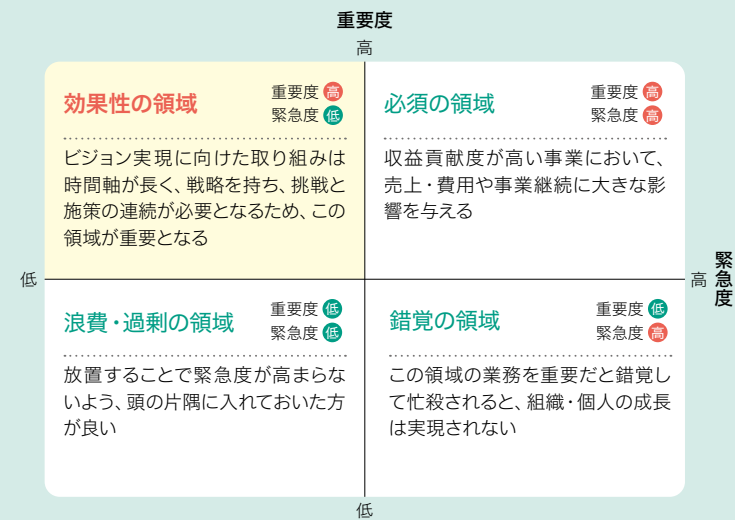 重要度
高
効果性の領域
重要度 高
緊急度 低
ビジョン実現に向けた取り組みは
時間軸が長く、戦略を持ち、挑戦と
施策の連続が必要となるため、この
領域が重要となる
必須の領域
重要度 高
緊急度 高
収益貢献度が高い事業において、
売上・費用や事業継続に大きな影
響を与える
低
高
緊急度
浪費・過剰の領域
重要度 低
緊急度 低
放置することで緊急度が高まらな
いよう、頭の片隅に入れておいた方
が良い
錯覚の領域
重要度 低
緊急度 高
この領域の業務を重要だと錯覚し
て忙殺されると、組織・個人の成長
は実現されない
低